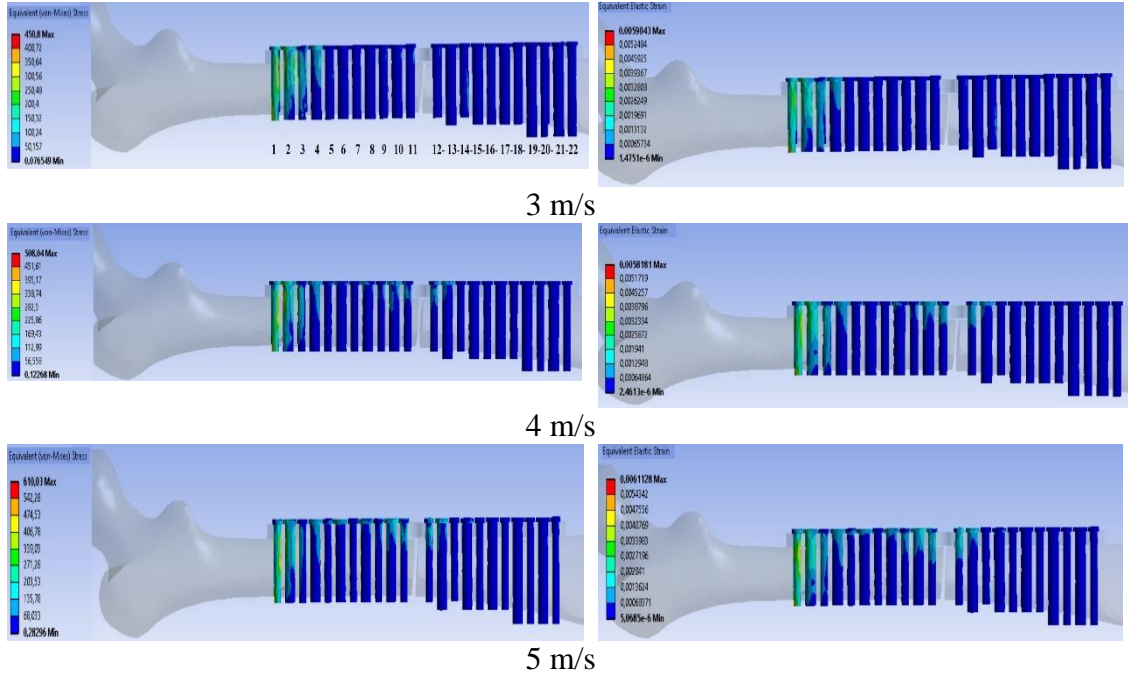 Equivalent (von-Mises) Stress
450,8 Max
400,72
350,64
300,56
250,48
200,4
150,32
100,24
50,157
0,076549 Min
1 2 3 4 5 6 7 8 9 10 11 12- 13-14-15-16- 17-18- 19-20- 21-22
Equivalent Elastic Strain
0,0059043 Max
0,0052484
0,0045925
0,0039367
0,0032808
0,0026249
0,0019691
0,0013132
0,00065734
1,4751e-6 Min
3 m/s
Equivalent (von-Mises) Stress
508,04 Max
451,61
395,17
338,74
282,3
225,86
169,43
112,99
56,558
0,12268 Min
Equivalent Elastic Strain
0,0058181 Max
0,0051719
0,0045257
0,0038796
0,0032334
0,0025872
0,001941
0,0012948
0,00064864
2,4613e-6 Min
4 m/s
Equivalent (von-Mises) Stress
610,03 Max
542,28
474,53
406,78
339,03
271,28
203,53
135,78
68,033
0,28296 Min
Equivalent Elastic Strain
0,0061128 Max
0,0054342
0,0047556
0,0040769
0,0033983
0,0027196
0,002041
0,0013624
0,00068371
5,0685e-6 Min
5 m/s